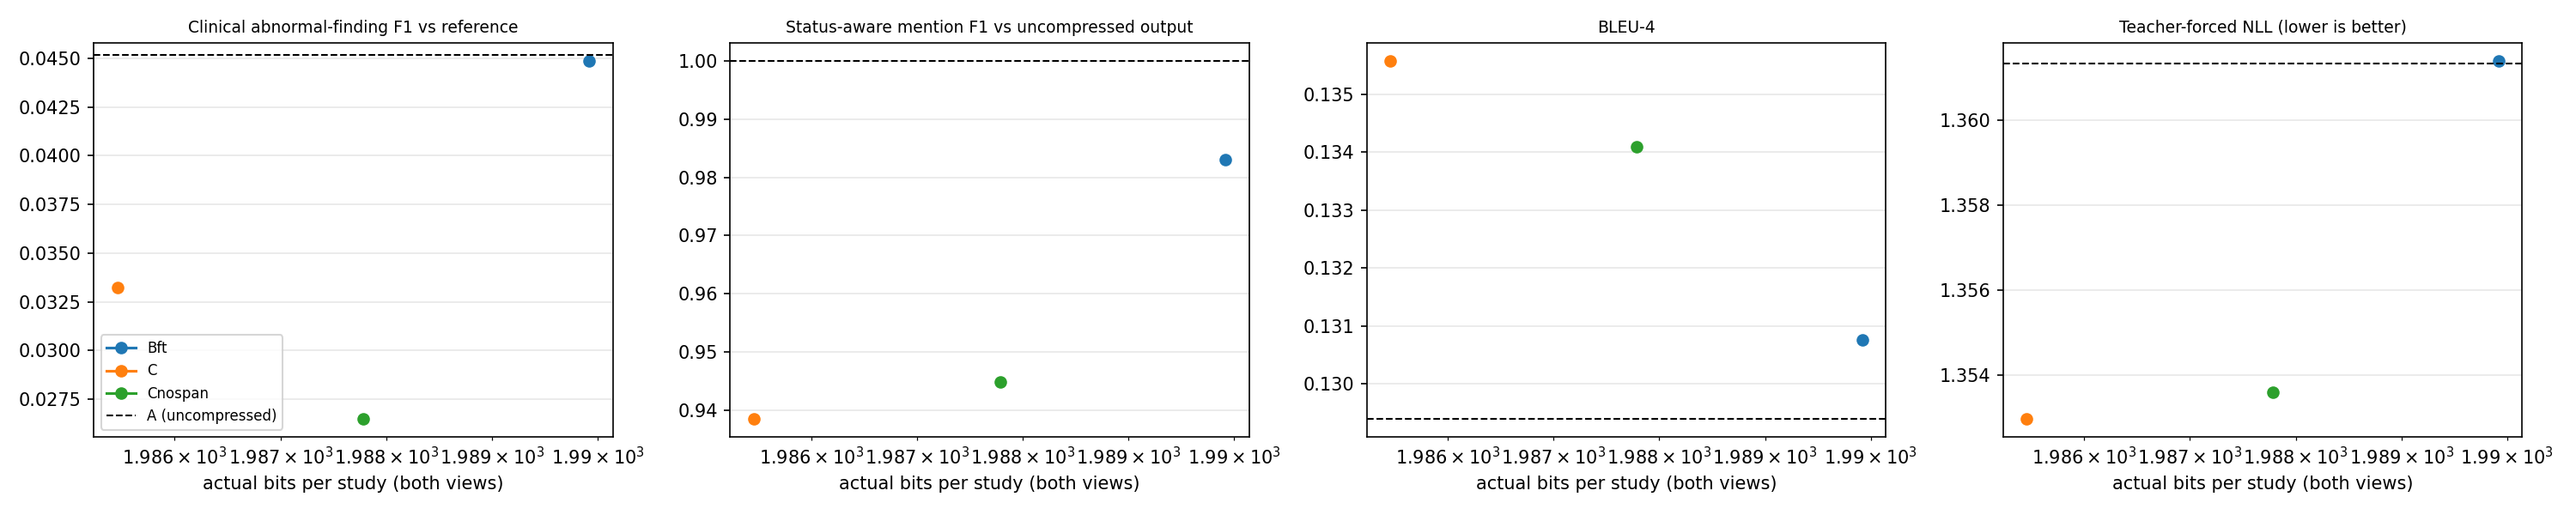 Clinical abnormal-finding F1 vs reference
0.0450
0.0425
0.0400
0.0375
0.0350
0.0325
0.0300
0.0275
Bft
C
Cnospan
A (uncompressed)
1.986 × 10³ 1.987 × 10³ 1.988 × 10³ 1.989 × 10³ 1.99 × 10³
actual bits per study (both views)
Status-aware mention F1 vs uncompressed output
1.00
0.99
0.98
0.97
0.96
0.95
0.94
1.986 × 10³ 1.987 × 10³ 1.988 × 10³ 1.989 × 10³ 1.99 × 10³
actual bits per study (both views)
BLEU-4
0.135
0.134
0.133
0.132
0.131
0.130
1.986 × 10³ 1.987 × 10³ 1.988 × 10³ 1.989 × 10³ 1.99 × 10³
actual bits per study (both views)
Teacher-forced NLL (lower is better)
1.360
1.358
1.356
1.354
1.986 × 10³ 1.987 × 10³ 1.988 × 10³ 1.989 × 10³ 1.99 × 10³
actual bits per study (both views)